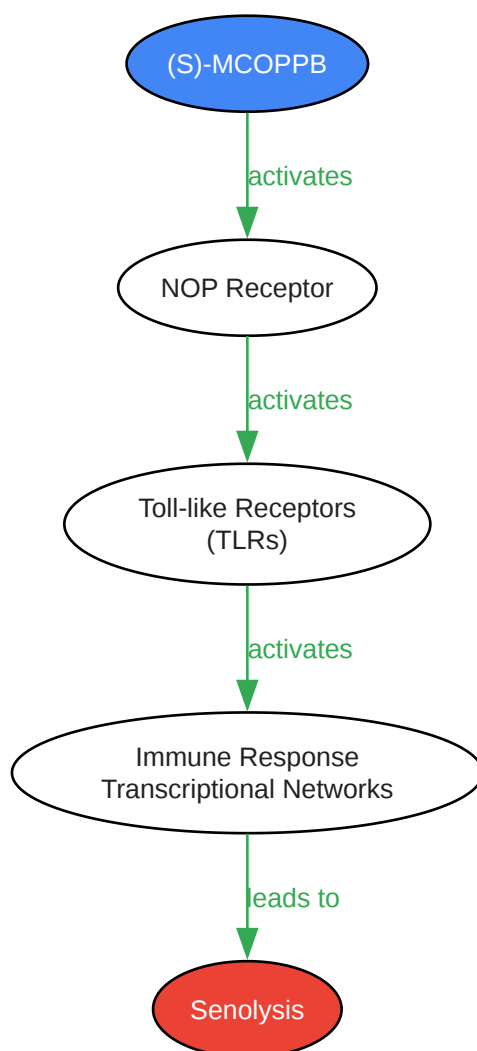 (S)-MCOPPB
activates
NOP Receptor
activates
Toll-like Receptors
(TLRs)
activates
Immune Response
Transcriptional Networks
leads to
Senolysis